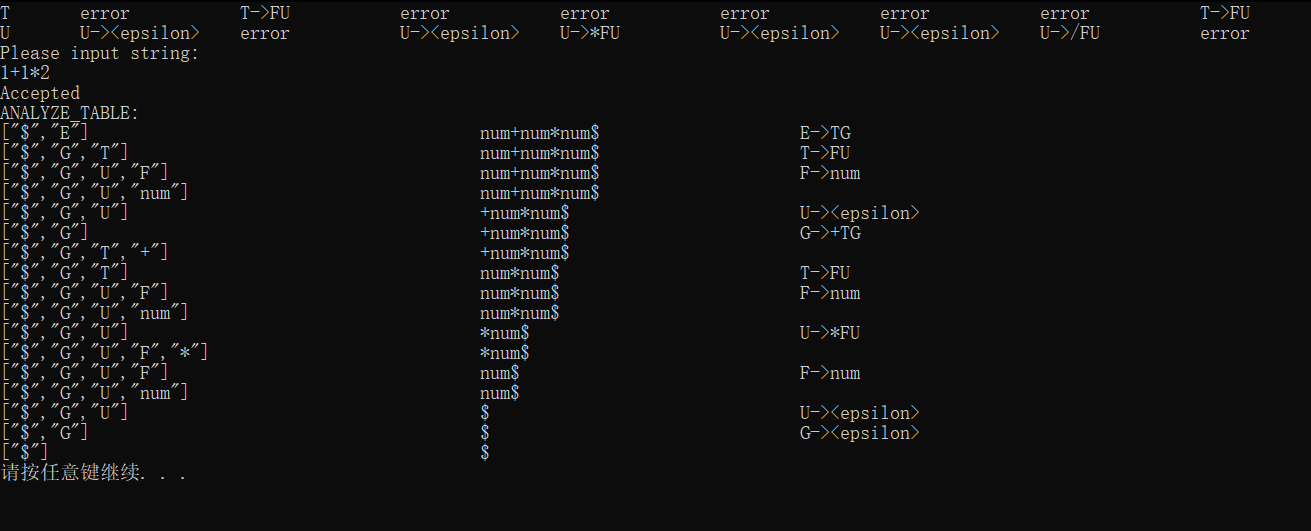 T error T->FU error error error error error T->FU
U U-><epsilon> error U-><epsilon> U->*FU U-><epsilon> U-><epsilon> U->/FU error
Please input string:
1+1*2
Accepted
ANALYZE_TABLE:
["$","E"] num+num*num$ E->TG
["$","G","T"] num+num*num$ T->FU
["$","G","U","F"] num+num*num$ F->num
["$","G","U","num"] num+num*num$
["$","G","U"] +num*num$ U-><epsilon>
["$","G"] +num*num$ G->+TG
["$","G","T","+"] +num*num$
["$","G","T"] num*num$ T->FU
["$","G","U","F"] num*num$ F->num
["$","G","U","num"] num*num$
["$","G","U"] *num$ U->*FU
["$","G","U","F","*"] *num$
["$","G","U","F"] num$ F->num
["$","G","U","num"] num$
["$","G","U"] $ U-><epsilon>
["$","G"] $ G-><epsilon>
["$"] $
请按任意键继续. . .